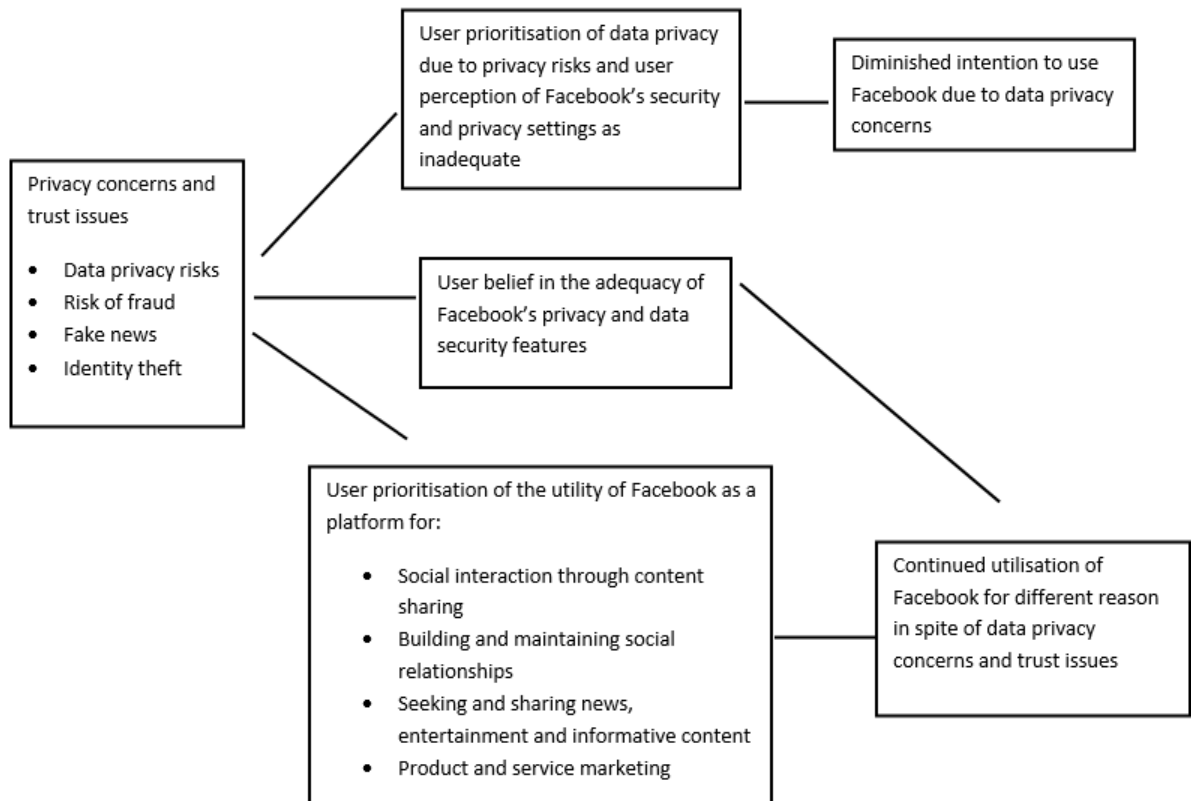 Privacy concerns and
trust issues
• Data privacy risks
• Risk of fraud
• Fake news
• Identity theft
User prioritisation of data privacy
due to privacy risks and user
perception of Facebook’s security
and privacy settings as
inadequate
Diminished intention to use
Facebook due to data privacy
concerns
User belief in the adequacy of
Facebook’s privacy and data
security features
User prioritisation of the utility of Facebook as a
platform for:
• Social interaction through content
sharing
• Building and maintaining social
relationships
• Seeking and sharing news,
entertainment and informative content
• Product and service marketing
Continued utilisation of
Facebook for different reason
in spite of data privacy
concerns and trust issues